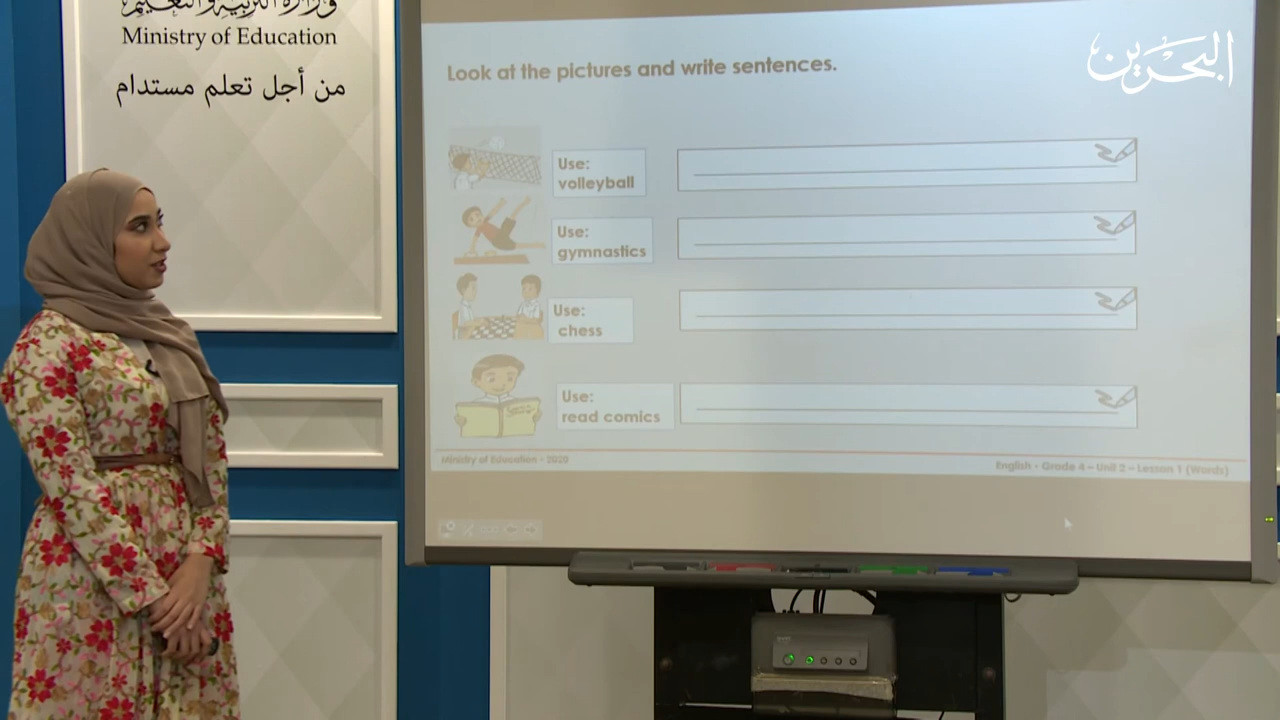 وزارة التربية والتعليم
Ministry of Education
من أجل تعلم مستدام
البحرين
Look at the pictures and write sentences.
Use:
volleyball
Use:
gymnastics
Use:
chess
Use:
read comics
Ministry of Education - 2020
English - Grade 4 – Unit 2 – Lesson 1 (Words)